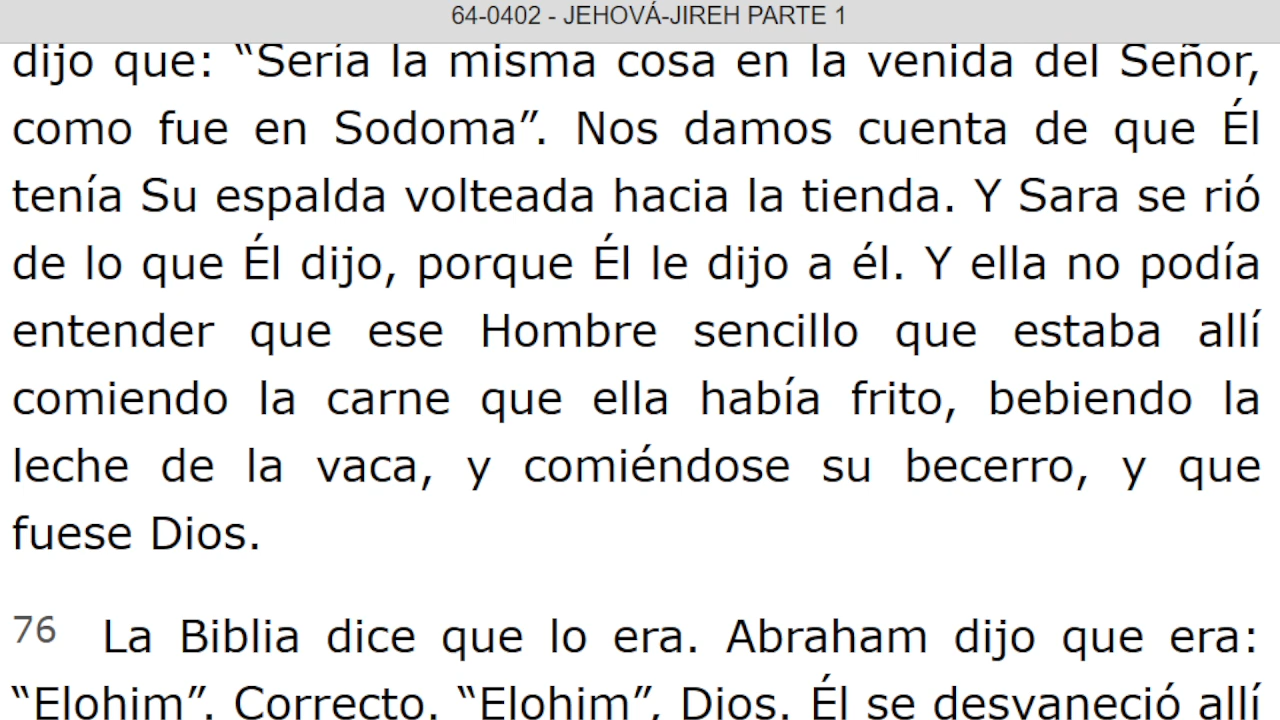 64-0402 - JEHOVÁ-JIREH PARTE 1
dijo que: “Sería la misma cosa en la venida del Señor,
como fue en Sodoma”. Nos damos cuenta de que Él
tenía Su espalda volteada hacia la tienda. Y Sara se rió
de lo que Él dijo, porque Él le dijo a él. Y ella no podía
entender que ese Hombre sencillo que estaba allí
comiendo la carne que ella había frito, bebiendo la
leche de la vaca, y comiéndose su becerro, y que
fuese Dios.
76 La Biblia dice que lo era. Abraham dijo que era:
“Elohim”. Correcto. “Elohim”, Dios. Él se desvaneció allí